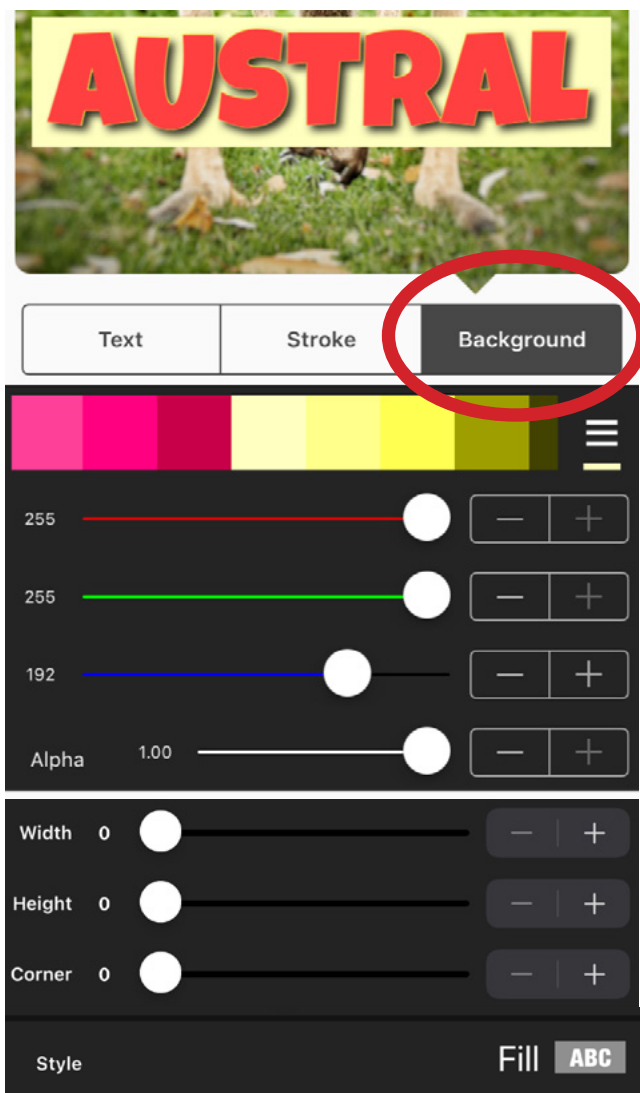 AUSTRAL
Text Stroke Background
255
255
192
Alpha 1.00
Width 0
Height 0
Corner 0
Style Fill ABC